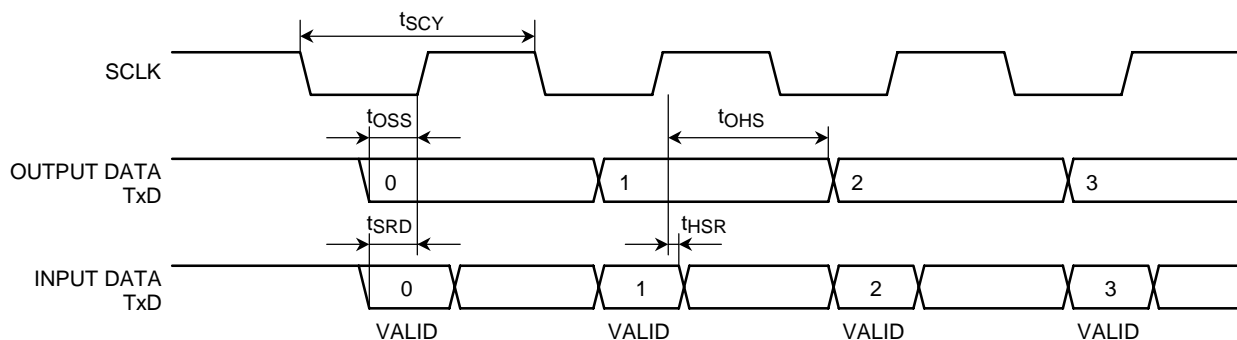 tSCY
SCLK
tOSS
tOHS
OUTPUT DATA
TxD
0 1 2 3
tSRD
tHSR
INPUT DATA
TxD
0 1 2 3
VALID VALID VALID VALID